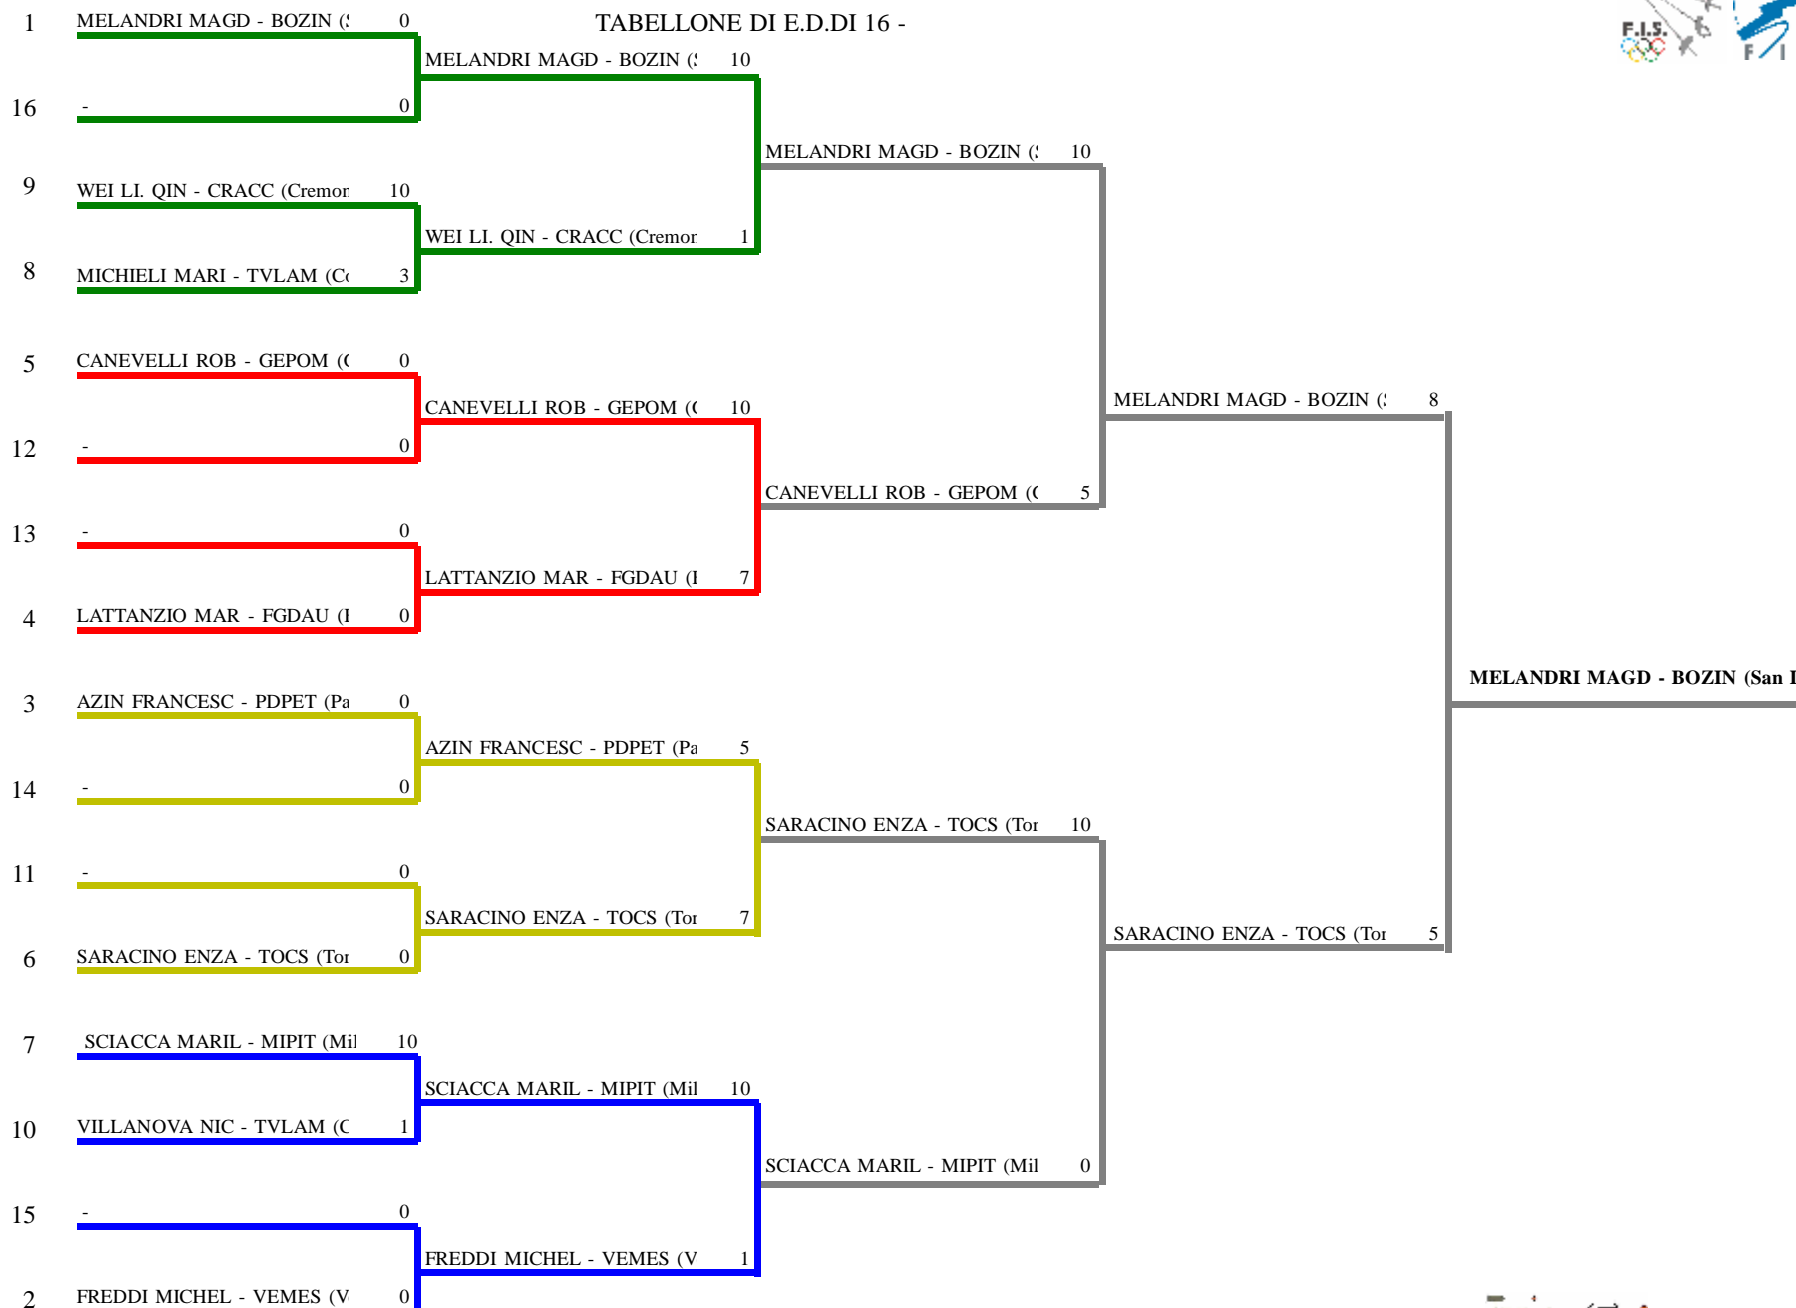 TABELLONE DI E.D.DI 16 -
F.I.S.
F I
1 MELANDRI MAGD - BOZIN ( 0
MELANDRI MAGD - BOZIN ( 10
16 - 0
MELANDRI MAGD - BOZIN ( 10
9 WEI LI. QIN - CRACC (Cremor 10
WEI LI. QIN - CRACC (Cremor 1
8 MICHIELI MARI - TVLAM (C 3
5 CANEVELLI ROB - GEPOM ( 0
MELANDRI MAGD - BOZIN ( 8
CANEVELLI ROB - GEPOM ( 10
12 - 0
CANEVELLI ROB - GEPOM ( 5
13 - 0
LATTANZIO MAR - FGDAU ( 7
4 LATTANZIO MAR - FGDAU ( 0
MELANDRI MAGD - BOZIN (San
3 AZIN FRANCESC - PDPET (Pa 0
AZIN FRANCESC - PDPET (Pa 5
14 - 0
SARACINO ENZA - TOCS (Tor 10
11 - 0
SARACINO ENZA - TOCS (Tor 7
SARACINO ENZA - TOCS (Tor 5
6 SARACINO ENZA - TOCS (Tor 0
7 SCIACCA MARIL - MIPIT (Mil 10
SCIACCA MARIL - MIPIT (Mil 10
10 VILLANOVA NIC - TVLAM (C 1
SCIACCA MARIL - MIPIT (Mil 0
15 - 0
FREDDI MICHEL - VEMES (V 1
2 FREDDI MICHEL - VEMES (V 0